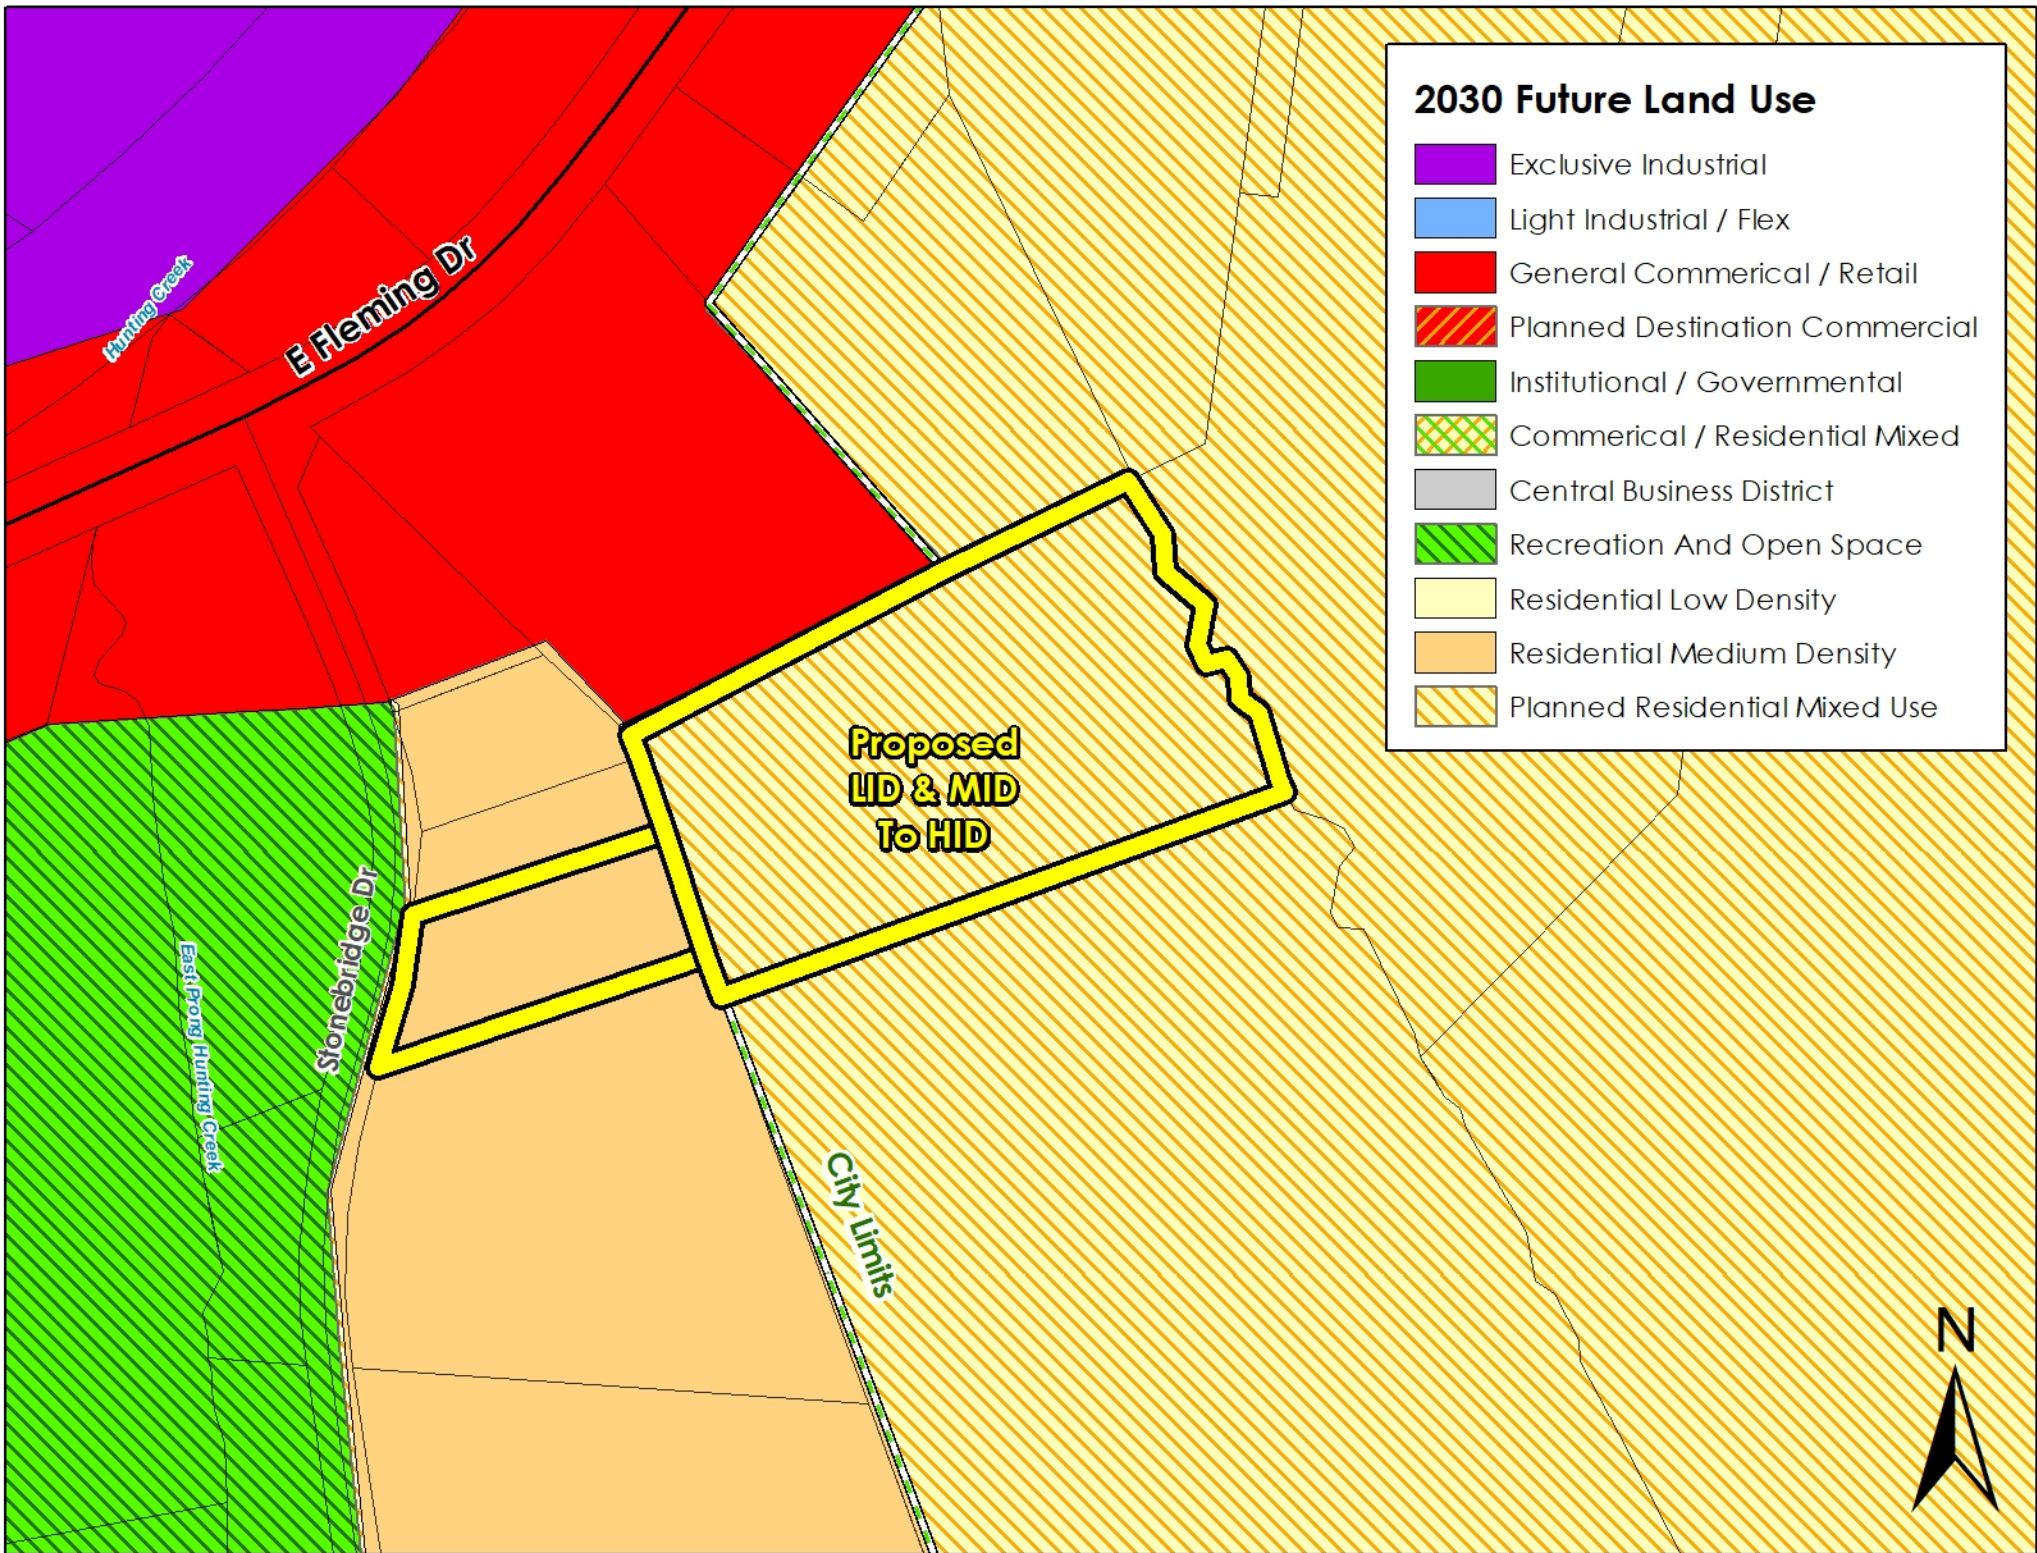 2030 Future Land Use
Exclusive Industrial
Light Industrial / Flex
General Commerical / Retail
Planned Destination Commercial
Institutional / Governmental
Commerical / Residential Mixed
Central Business District
Recreation And Open Space
Residential Low Density
Residential Medium Density
Planned Residential Mixed Use
Hunting Creek
E Fleming Dr
Proposed
LID & MID
To HID
Stonebridge Dr
East Prong Hunting Creek
City Limits
N